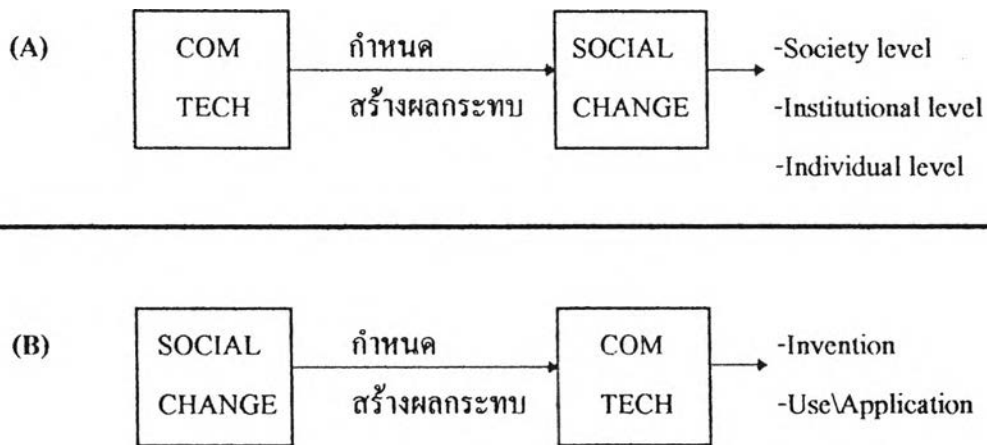 (A) COM กำหนด SOCIAL -Society level
TECH สร้างผลกระทบ CHANGE -Institutional level
-Individual level
(B) SOCIAL กำหนด COM -Invention
CHANGE สร้างผลกระทบ TECH -Use\Application